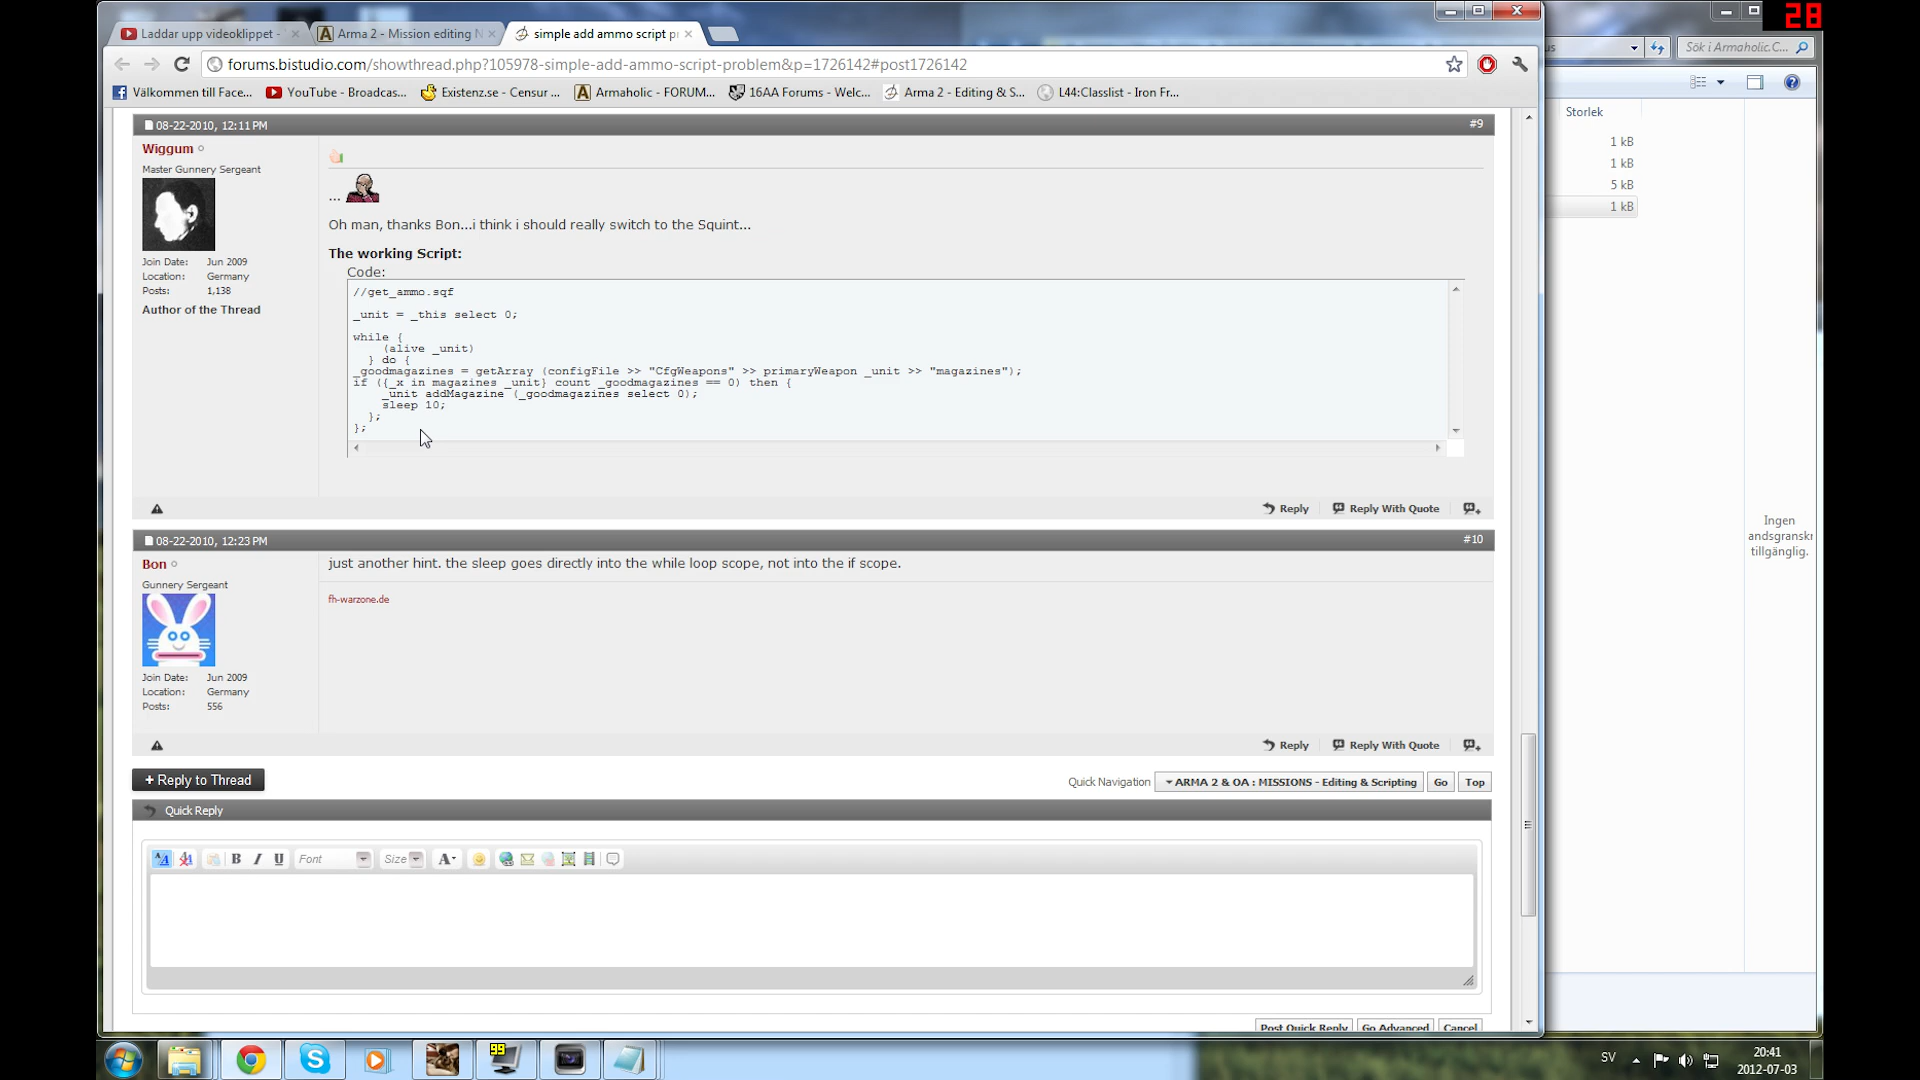 28
Laddar upp videoklippet -
Arma 2 - Mission editing N
simple add ammo script p
forums.bistudio.com/showthread.php?105978-simple-add-ammo-script-problem&p=1726142#post1726142
us
Sök i Armaholic.C...
Välkommen till Face...
YouTube - Broadcas...
Existenz.se - Censur ...
Armaholic - FORUM...
16AA Forums - Welc...
Arma 2 - Editing & S...
L44:Classlist - Iron Fr...
Storlek
1 kB
1 kB
5 kB
1 kB
Ingen
andsgranskr
tillgänglig.
08-22-2010, 12:11 PM
#9
Wiggum
Master Gunnery Sergeant
Join Date: Jun 2009
Location: Germany
Posts: 1,138
Author of the Thread
...
Oh man, thanks Bon...i think i should really switch to the Squint...
The working Script:
Code:
//get_ammo.sqf
_unit = _this select 0;
while {
(alive _unit)
} do {
_goodmagazines = getArray (configFile >> "CfgWeapons" >> primaryWeapon _unit >> "magazines");
if ({_x in magazines _unit} count _goodmagazines == 0) then {
_unit addMagazine (_goodmagazines select 0);
sleep 10;
};
};
Reply
Reply With Quote
08-22-2010, 12:23 PM
#10
Bon
Gunnery Sergeant
Join Date: Jun 2009
Location: Germany
Posts: 556
just another hint. the sleep goes directly into the while loop scope, not into the if scope.
fh-warzone.de
Reply
Reply With Quote
+ Reply to Thread
Quick Navigation
ARMA 2 & OA : MISSIONS - Editing & Scripting
Go
Top
Quick Reply
B I U
Font
Size
A
Post Quick Reply
Go Advanced
Cancel
99
SV
20:41
2012-07-03